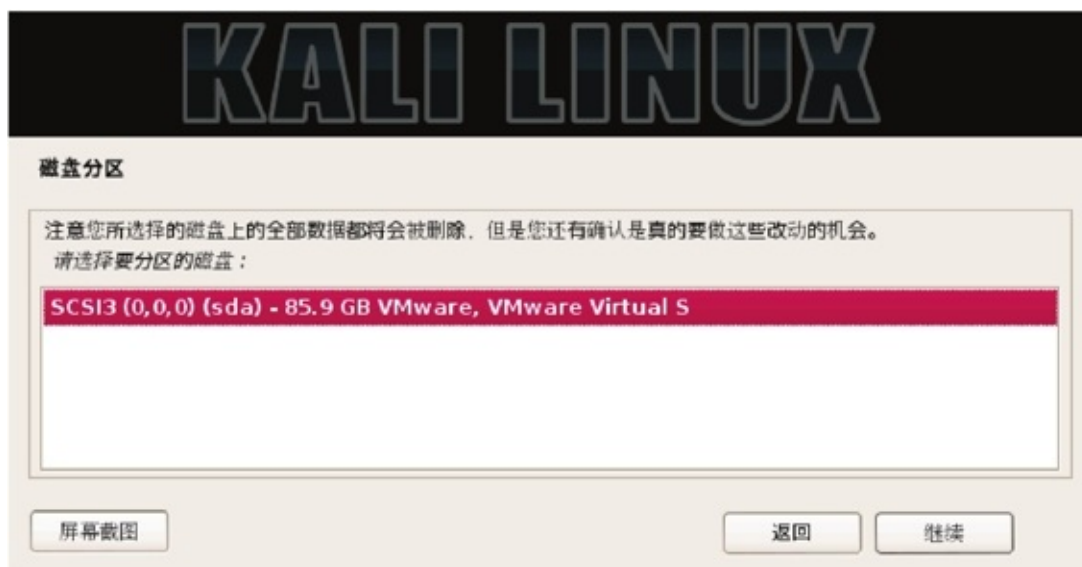 KALI LINUX
磁盘分区
注意您所选择的磁盘上的全部数据都将会被删除，但是您还有确认是真的要做这些改动的机会。
请选择要分区的磁盘：
SCSI3 (0,0,0) (sda) - 85.9 GB VMware, VMware Virtual S
屏幕截图
返回
继续